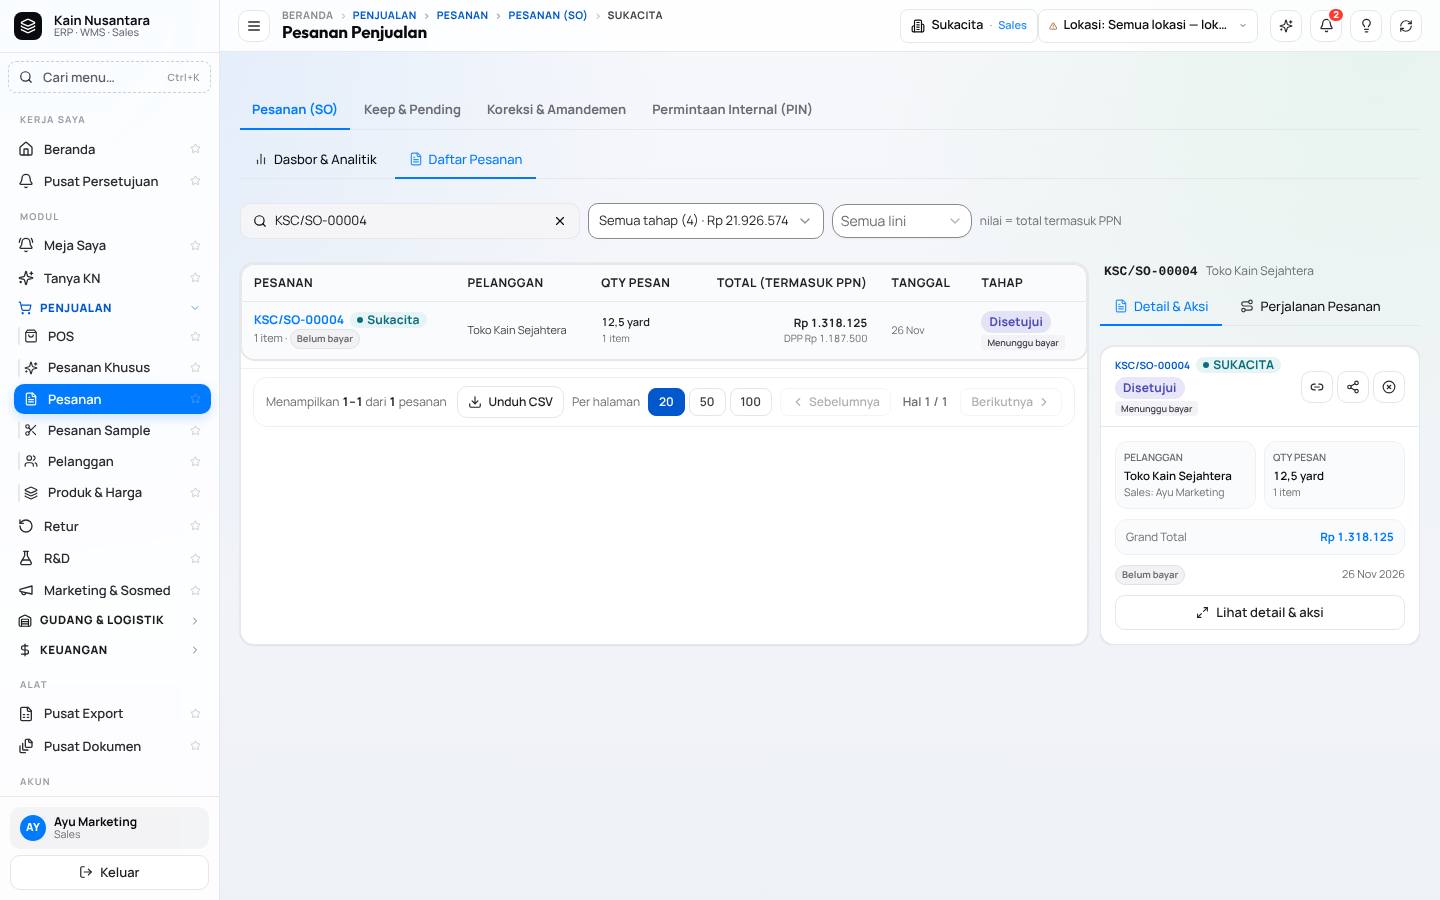 Kain Nusantara
ERP · WMS · Sales
Cari menu...
Ctrl+K
KERJA SAYA
Beranda
Pusat Persetujuan
MODUL
Meja Saya
Tanya KN
PENJUALAN
POS
Pesanan Khusus
Pesanan
Pesanan Sample
Pelanggan
Produk & Harga
Retur
R&D
Marketing & Sosmed
GUDANG & LOGISTIK
KEUANGAN
ALAT
Pusat Export
Pusat Dokumen
AKUN
AY
Ayu Marketing
Sales
Keluar
BERANDA > PENJUALAN > PESANAN > PESANAN (SO) > SUKACITA
Pesanan Penjualan
Sukacita · Sales
Lokasi: Semua lokasi — lok...
2
Pesanan (SO)
Keep & Pending
Koreksi & Amandemen
Permintaan Internal (PIN)
Dasbor & Analitik
Daftar Pesanan
KSC/SO-00004
Semua tahap (4) · Rp 21.926.574
Semua lini
nilai = total termasuk PPN
PESANAN PELANGGAN QTY PESAN TOTAL (TERMASUK PPN) TANGGAL TAHAP
KSC/SO-00004 Sukacita
1 item · Belum bayar
Toko Kain Sejahtera
12,5 yard
1 item
Rp 1.318.125
DPP Rp 1.187.500
26 Nov
Disetujui
Menunggu bayar
Menampilkan 1–1 dari 1 pesanan
Unduh CSV
Per halaman
20
50
100
Sebelumnya
Hal 1 / 1
Berikutnya
KSC/SO-00004 Toko Kain Sejahtera
Detail & Aksi
Perjalanan Pesanan
KSC/SO-00004 SUKACITA
Disetujui
Menunggu bayar
PELANGGAN
Toko Kain Sejahtera
Sales: Ayu Marketing
QTY PESAN
12,5 yard
1 item
Grand Total
Rp 1.318.125
Belum bayar
26 Nov 2026
Lihat detail & aksi